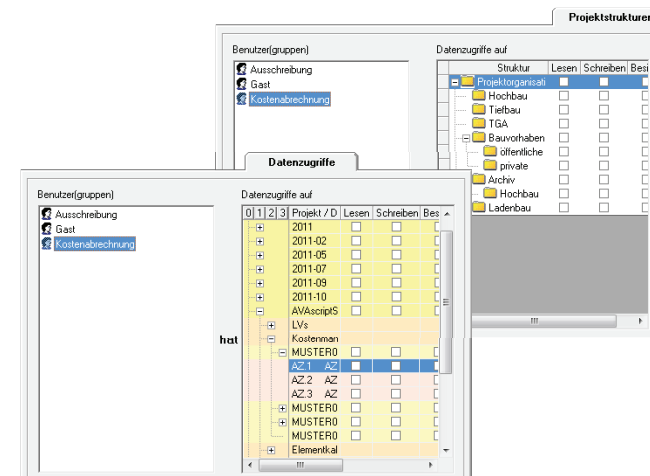 Projektstrukturen
Benutzer(gruppen)
Datenzugriffe auf
Ausschreibung
Gast
Kostenabrechnung
Struktur Lesen Schreiben Besi
Projektorganisati
Hochbau
Tiefbau
TGA
Bauvorhaben
öffentliche
private
Archiv
Hochbau
Ladenbau
Datenzugriffe
Benutzer(gruppen)
Datenzugriffe auf
Ausschreibung
Gast
Kostenabrechnung
hat
0 1 2 3 Projekt / D Lesen Schreiben Bes
2011
2011-02
2011-05
2011-07
2011-09
2011-10
AVAscriptS
LVs
Kostenman
MUSTER0
AZ.1 AZ
AZ.2 AZ
AZ.3 AZ
MUSTER0
MUSTER0
MUSTER0
Elementkal